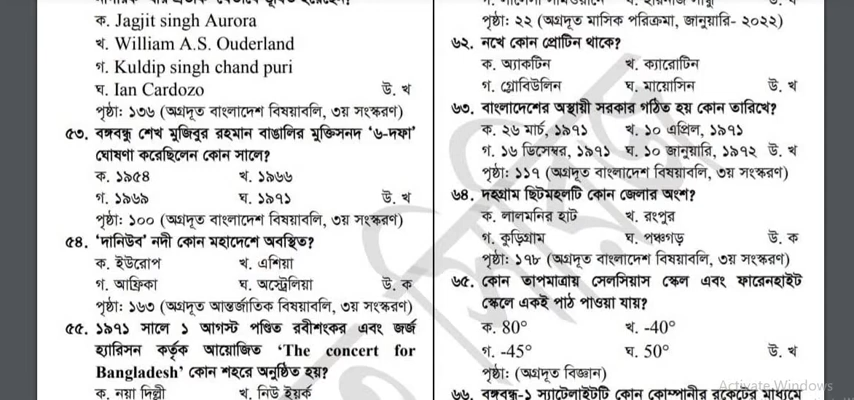 ক. Jagjit singh Aurora
খ. William A.S. Ouderland
গ. Kuldip singh chand puri
ঘ. Ian Cardozo উ. খ
পৃষ্ঠা: ১৩৬ (অগ্রদূত বাংলাদেশ বিষয়াবলি, ৩য় সংস্করণ)
৫৩. বঙ্গবন্ধু শেখ মুজিবুর রহমান বাঙালির মুক্তিসনদ ‘৬-দফা’
ঘোষণা করেছিলেন কোন সালে?
ক. ১৯৫৪ খ. ১৯৬৬
গ. ১৯৬৯ ঘ. ১৯৭১ উ. খ
পৃষ্ঠা: ১০০ (অগ্রদূত বাংলাদেশ বিষয়াবলি, ৩য় সংস্করণ)
৫৪. ‘দানিউব’ নদী কোন মহাদেশে অবস্থিত?
ক. ইউরোপ খ. এশিয়া
গ. আফ্রিকা ঘ. অস্ট্রেলিয়া উ. ক
পৃষ্ঠা: ১৬৩ (অগ্রদূত আন্তর্জাতিক বিষয়াবলি, ৩য় সংস্করণ)
৫৫. ১৯৭১ সালে ১ আগস্ট পণ্ডিত রবীশংকর এবং জর্জ
হ্যারিসন কর্তৃক আয়োজিত ‘The concert for
Bangladesh’ কোন শহরে অনুষ্ঠিত হয়?
ক. নয়া দিল্লী খ. নিউ ইয়র্ক
পৃষ্ঠা: ২২ (অগ্রদূত মাসিক পরিক্রমা, জানুয়ারি- ২০২২)
৬২. নখে কোন প্রোটিন থাকে?
ক. অ্যাকটিন খ. ক্যারোটিন
গ. গ্লোবিউলিন ঘ. মায়োসিন উ. খ
৬৩. বাংলাদেশের অস্থায়ী সরকার গঠিত হয় কোন তারিখে?
ক. ২৬ মার্চ, ১৯৭১ খ. ১০ এপ্রিল, ১৯৭১
গ. ১৬ ডিসেম্বর, ১৯৭১ ঘ. ১০ জানুয়ারি, ১৯৭২ উ. খ
পৃষ্ঠা: ১১৭ (অগ্রদূত বাংলাদেশ বিষয়াবলি, ৩য় সংস্করণ)
৬৪. দহগ্রাম ছিটমহলটি কোন জেলার অংশ?
ক. লালমনির হাট খ. রংপুর
গ. কুড়িগ্রাম ঘ. পঞ্চগড় উ. ক
পৃষ্ঠা: ১৭৮ (অগ্রদূত বাংলাদেশ বিষয়াবলি, ৩য় সংস্করণ)
৬৫. কোন তাপমাত্রায় সেলসিয়াস স্কেল এবং ফারেনহাইট
স্কেলে একই পাঠ পাওয়া যায়?
ক. 80° খ. -40°
গ. -45° ঘ. 50° উ. খ
পৃষ্ঠা: (অগ্রদূত বিজ্ঞান)
Activate Windows
৬৬. বঙ্গবন্ধু-১ স্যাটেলাইটটি কোন কোম্পানীর রকেটের মাধ্যমে